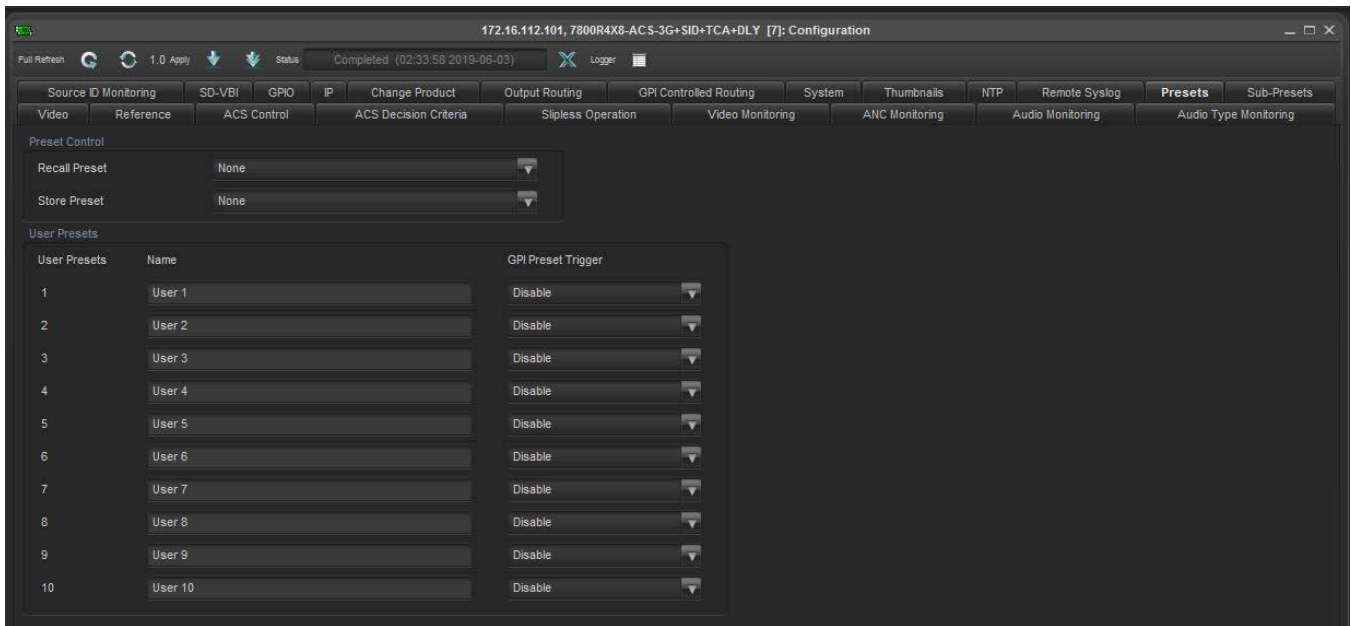 172.16.112.101, 7800R4X8-ACS-3G+SID+TCA+DLY [7]: Configuration
Full Refresh 1.0 Apply Status Completed (02:33:58 2019-06-03) Logger
Source ID Monitoring SD-VBI GPIO IP Change Product Output Routing GPI Controlled Routing System Thumbnails NTP Remote Syslog Presets Sub-Presets
Video Reference ACS Control ACS Decision Criteria Slipless Operation Video Monitoring ANC Monitoring Audio Monitoring Audio Type Monitoring
Preset Control
Recall Preset None
Store Preset None
User Presets
User Presets Name GPI Preset Trigger
1 User 1 Disable
2 User 2 Disable
3 User 3 Disable
4 User 4 Disable
5 User 5 Disable
6 User 6 Disable
7 User 7 Disable
8 User 8 Disable
9 User 9 Disable
10 User 10 Disable